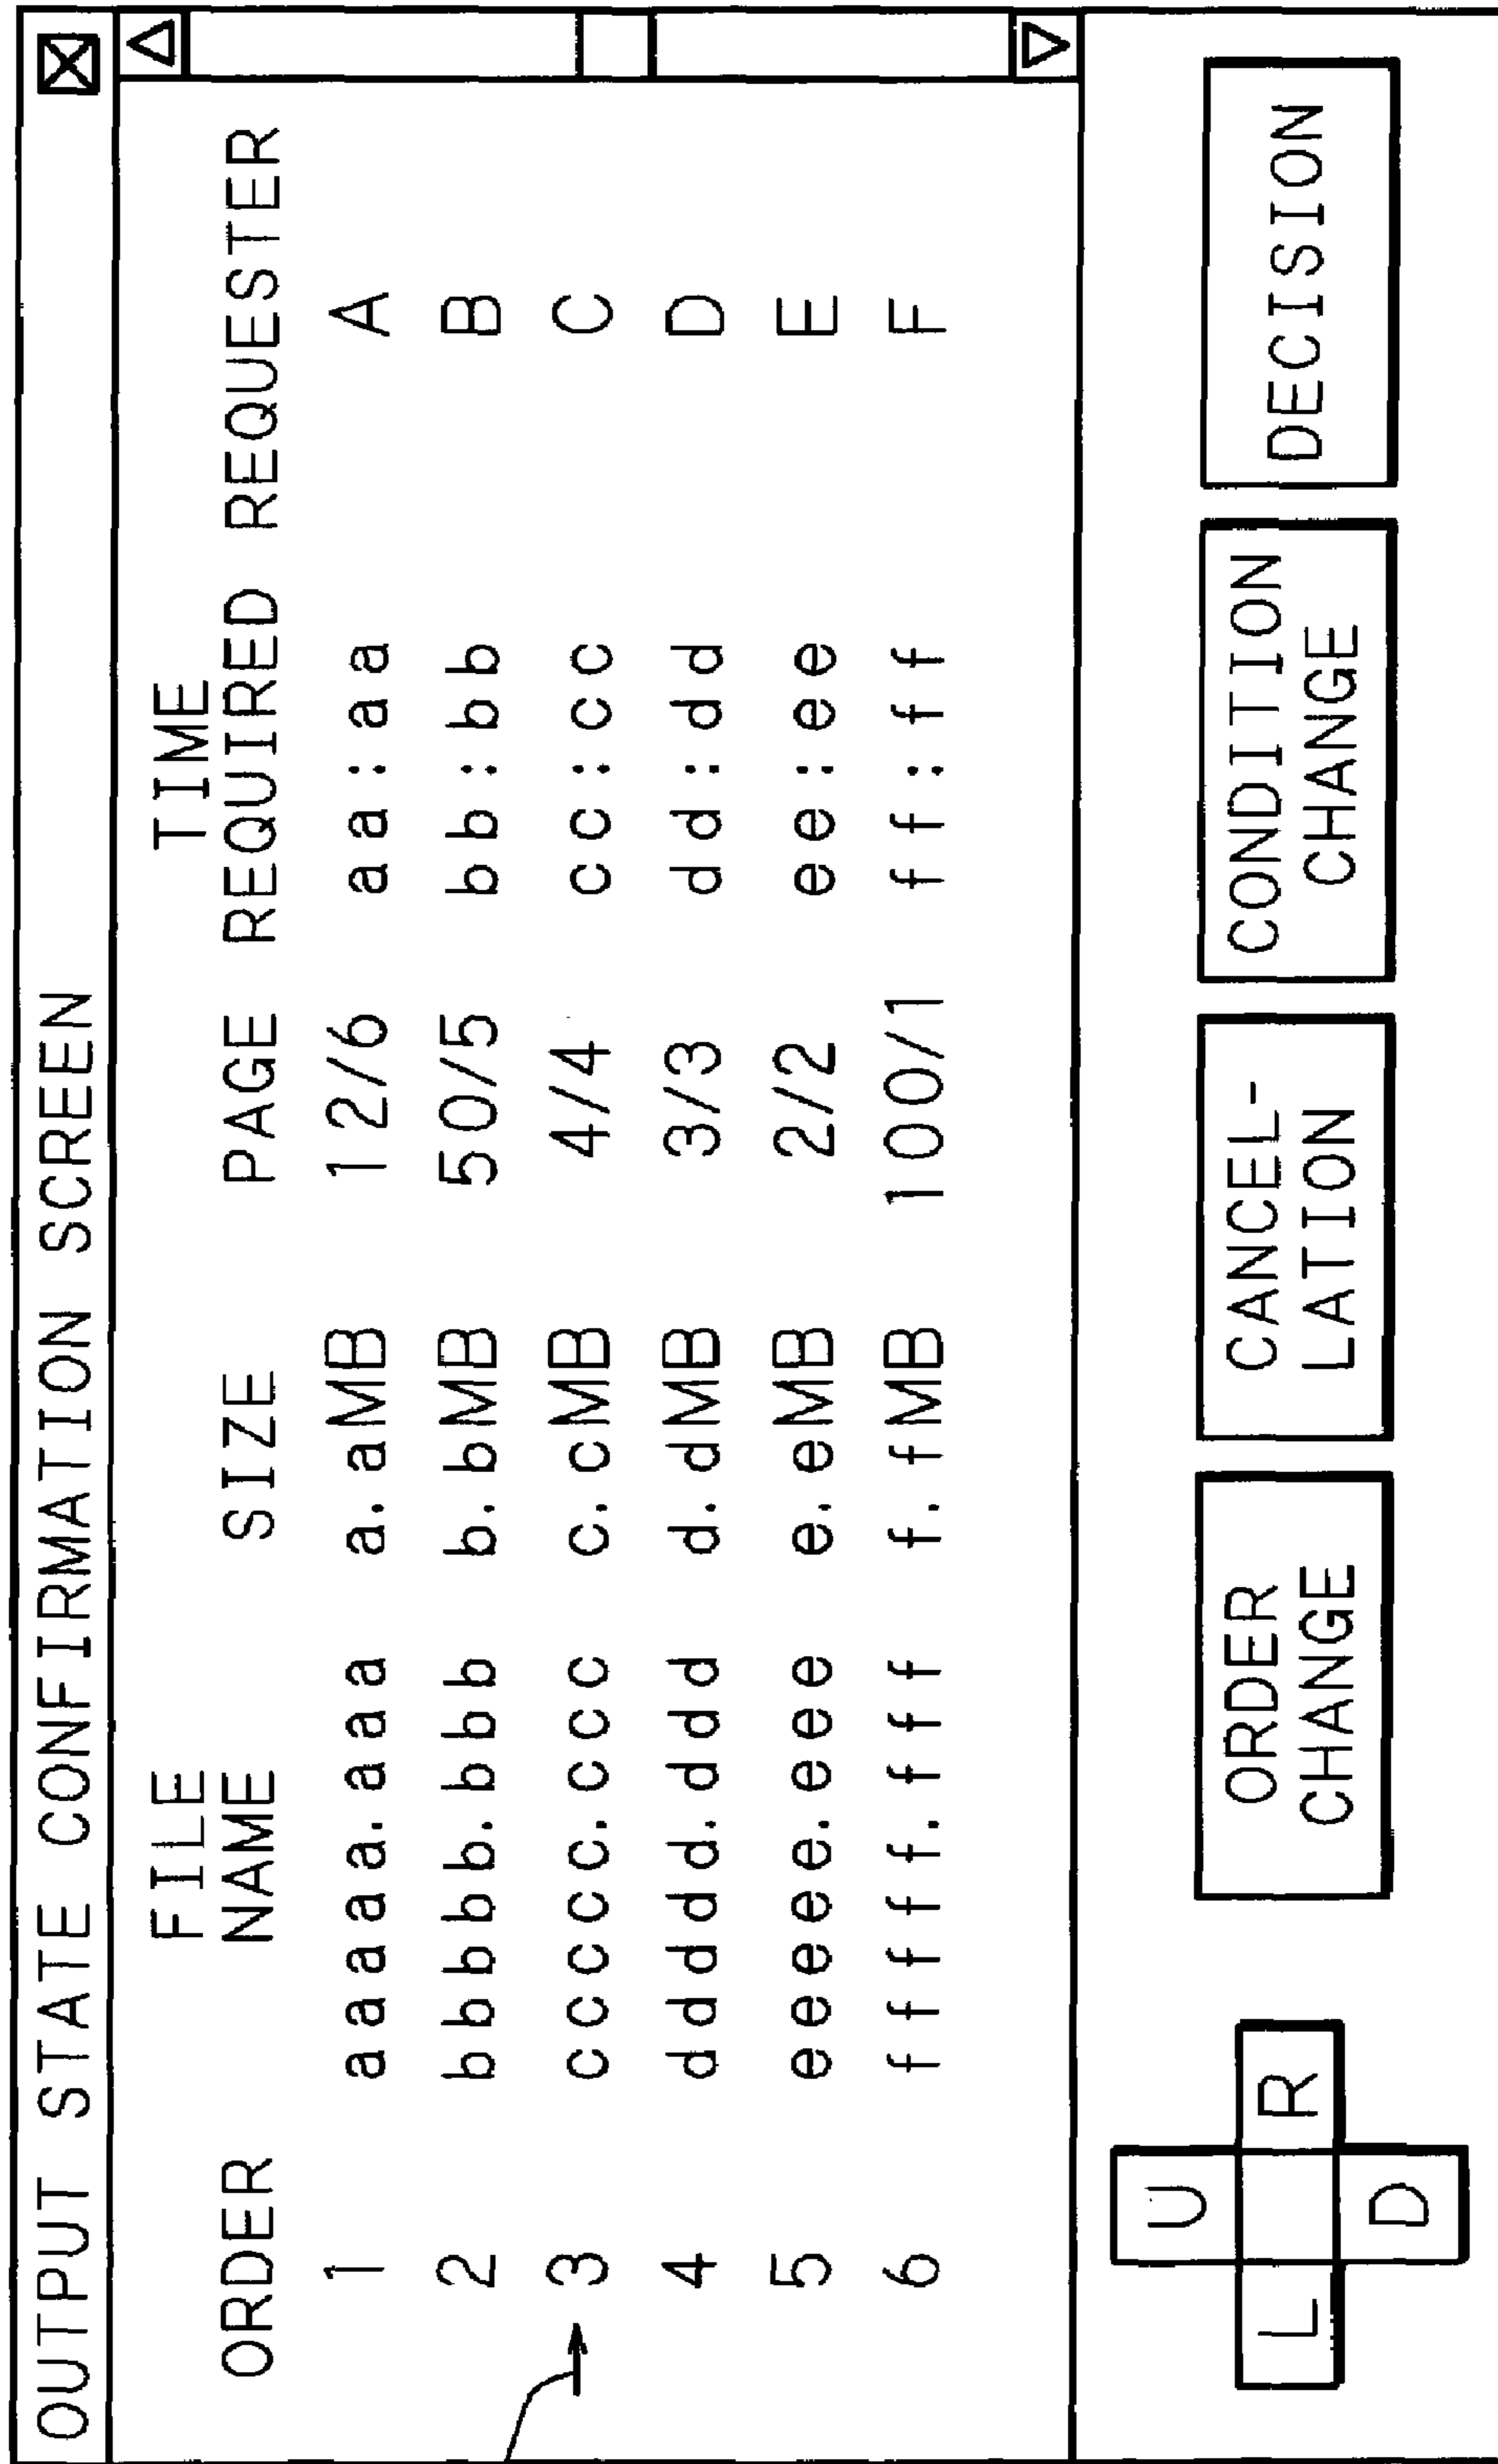 OUTPUT STATE CONFIRMATION SCREEN
ORDER FILE NAME SIZE PAGE TIME REQUIRED REQUESTER
1 aaaaa.aaa a.aMB 12/6 aa:aa A
2 bbbbb.bbb b.bMB 50/5 bb:bb B
3 ccccc.ccc c.cMB 4/4 cc:cc C
4 ddddd.ddd d.dMB 3/3 dd:dd D
5 eeeee.eee e.eMB 2/2 ee:ee E
6 fffff.fff f.fMB 100/1 ff:ff F
U
L R
D
ORDER
CHANGE
CANCEL-
LATION
CONDITION
CHANGE
DECISION